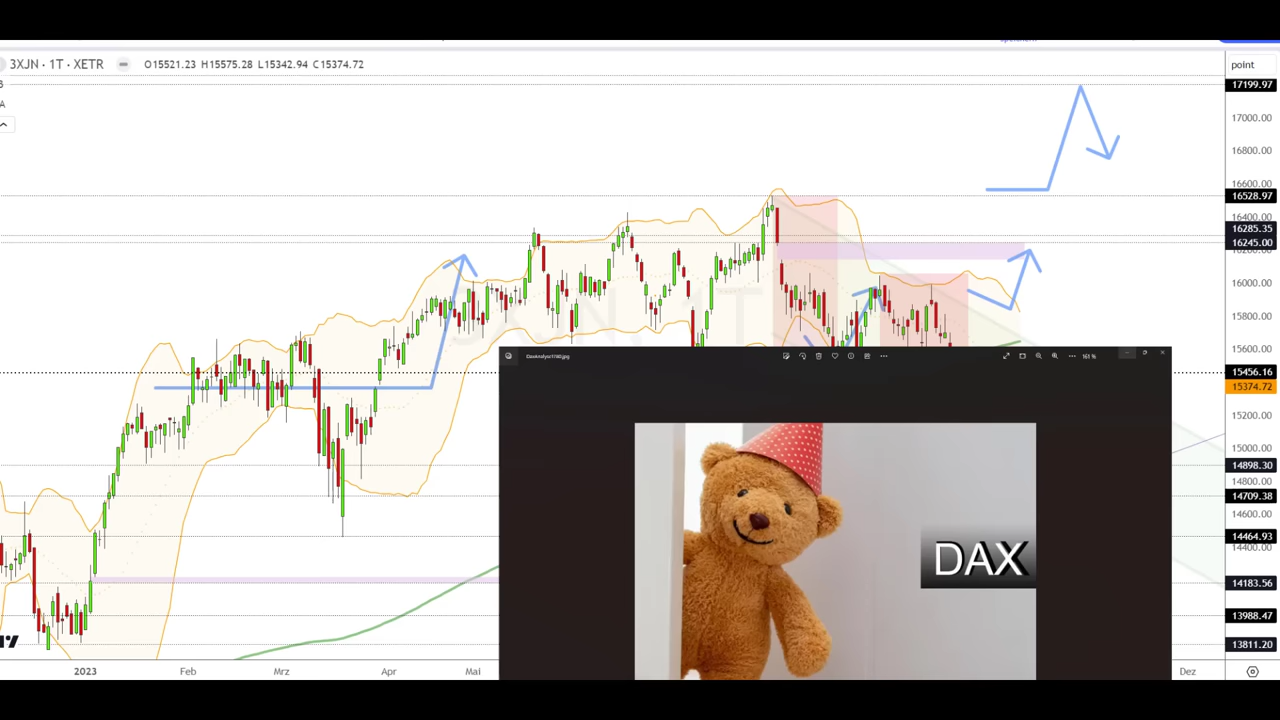 3XJN · 1T · XETR
O15521.23 H15575.28 L15342.94 C15374.72
point
17199.97
17000.00
16800.00
16600.00
16528.97
16400.00
16285.35
16245.00
16000.00
15800.00
15600.00
15456.16
15374.72
15200.00
15000.00
14898.30
14800.00
14709.38
14600.00
14464.93
14400.00
14183.56
13988.47
13811.20
161 %
DAX
2023
Feb
Mrz
Apr
Mai
Dez